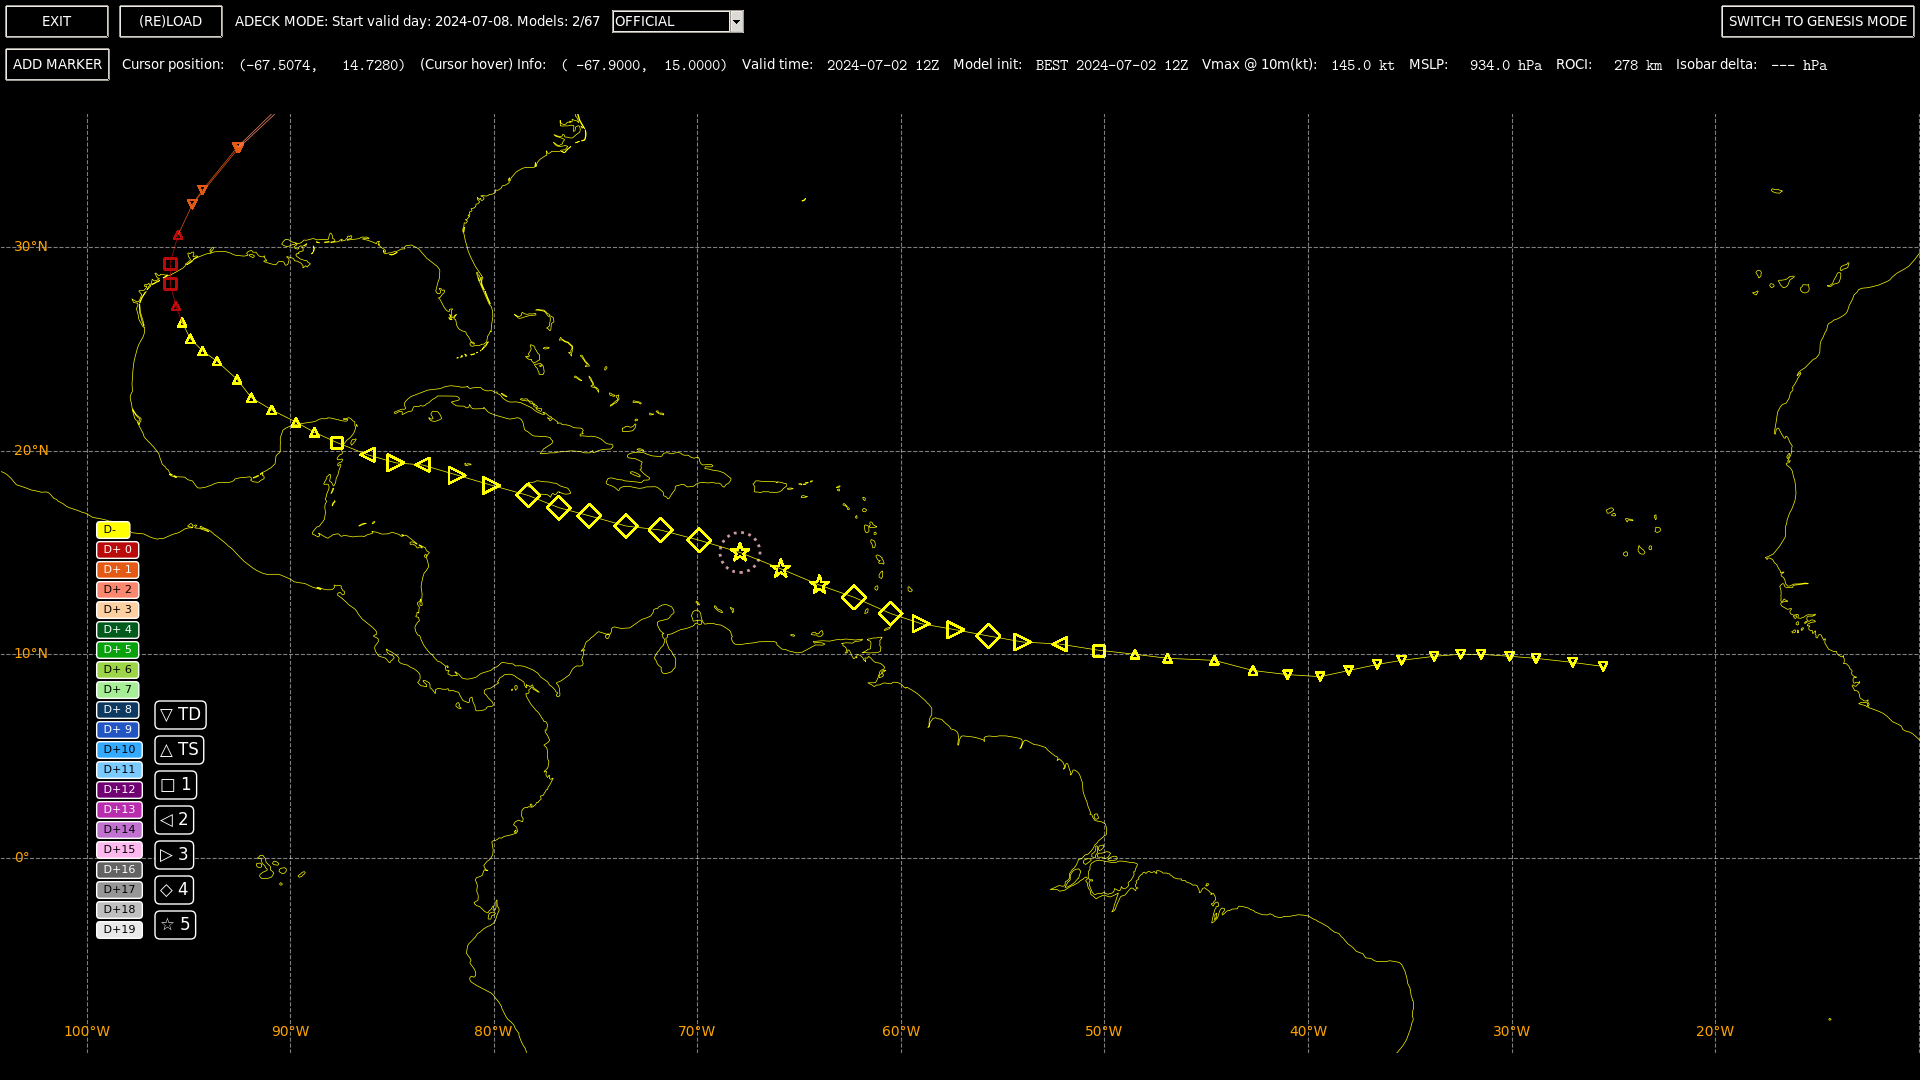 EXIT (RE)LOAD ADECK MODE: Start valid day: 2024-07-08. Models: 2/67 OFFICIAL SWITCH TO GENESIS MODE
ADD MARKER Cursor position: (-67.5074, 14.7280) (Cursor hover) Info: ( -67.9000, 15.0000) Valid time: 2024-07-02 12Z Model init: BEST 2024-07-02 12Z Vmax @ 10m(kt): 145.0 kt MSLP: 934.0 hPa ROCI: 278 km Isobar delta: --- hPa
30°N
20°N
D-
D+ 0
D+ 1
D+ 2
D+ 3
D+ 4
D+ 5
10°N
D+ 6
D+ 7
D+ 8
▽ TD
D+ 9
D+10
△ TS
D+11
D+12
□ 1
D+13
D+14
◁ 2
D+15
0°
▷ 3
D+16
D+17
◇ 4
D+18
D+19
☆ 5
100°W 90°W 80°W 70°W 60°W 50°W 40°W 30°W 20°W